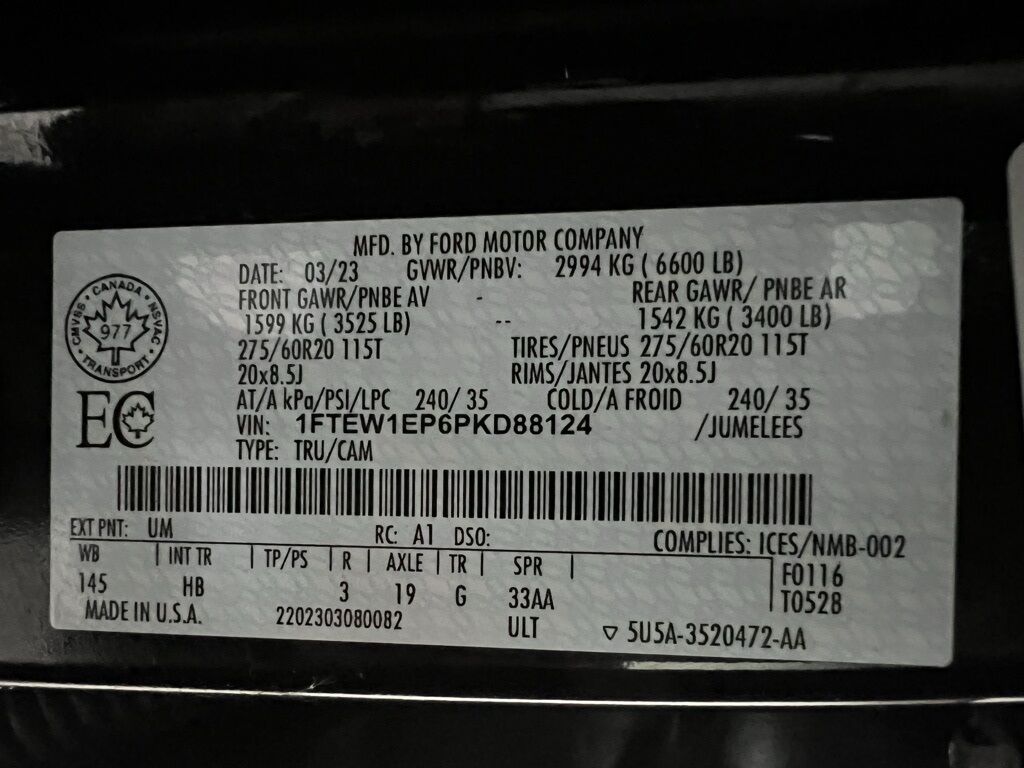 MFD. BY FORD MOTOR COMPANY
DATE: 03/23 GVWR/PNBV: 2994 KG ( 6600 LB)
FRONT GAWR/PNBE AV - REAR GAWR/ PNBE AR
1599 KG ( 3525 LB) -- 1542 KG ( 3400 LB)
275/60R20 115T TIRES/PNEUS 275/60R20 115T
20x8.5J RIMS/JANTES 20x8.5J
AT/A kPa/PSI/LPC 240/ 35 COLD/A FROID 240/ 35
VIN: 1FTEW1EP6PKD88124 /JUMELEES
TYPE: TRU/CAM
CANADA
CMVSS NSVAC
977
TRANSPORT
EC
EXT PNT: UM RC: A1 DSO: COMPLIES: ICES/NMB-002
WB | INT TR | TP/PS | R | AXLE | TR | SPR | F0116
145 HB 3 19 G 33AA T0528
MADE IN U.S.A. 2202303080082 ULT ▽ 5U5A-3520472-AA